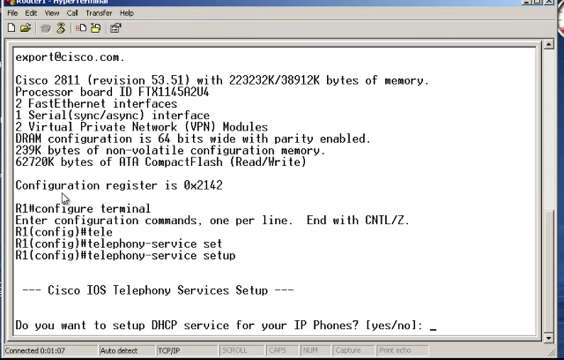 Router1 - HyperTerminal
File Edit View Call Transfer Help
export@cisco.com.
Cisco 2811 (revision 53.51) with 223232K/38912K bytes of memory.
Processor board ID FTX1145A2U4
2 FastEthernet interfaces
1 Serial(sync/async) interface
2 Virtual Private Network (VPN) Modules
DRAM configuration is 64 bits wide with parity enabled.
239K bytes of non-volatile configuration memory.
62720K bytes of ATA CompactFlash (Read/Write)
Configuration register is 0x2142
R1#configure terminal
Enter configuration commands, one per line.  End with CNTL/Z.
R1(config)#tele
R1(config)#telephony-service set
R1(config)#telephony-service setup
--- Cisco IOS Telephony Services Setup ---
Do you want to setup DHCP service for your IP Phones? [yes/no]: _
Connected 0:01:07 Auto detect TCP/IP SCROLL CAPS NUM Capture Print echo